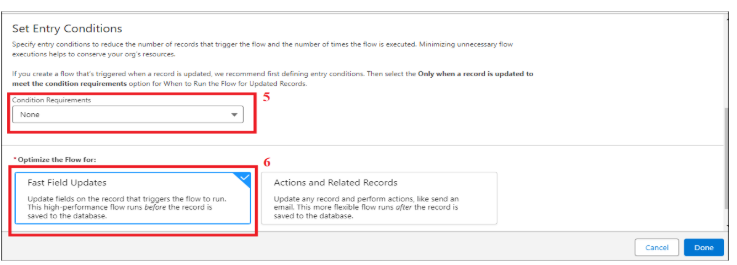 Set Entry Conditions
Specify entry conditions to reduce the number of records that trigger the flow and the number of times the flow is executed. Minimizing unnecessary flow
executions helps to conserve your org's resources.
If you create a flow that's triggered when a record is updated, we recommend first defining entry conditions. Then select the Only when a record is updated to
meet the condition requirements option for When to Run the Flow for Updated Records.
Condition Requirements
5
None
*Optimize the Flow for:
6
Fast Field Updates
Update fields on the record that triggers the flow to run.
This high-performance flow runs before the record is
saved to the database.
Actions and Related Records
Update any record and perform actions, like send an
email. This more flexible flow runs after the record is
saved to the database.
Cancel
Done